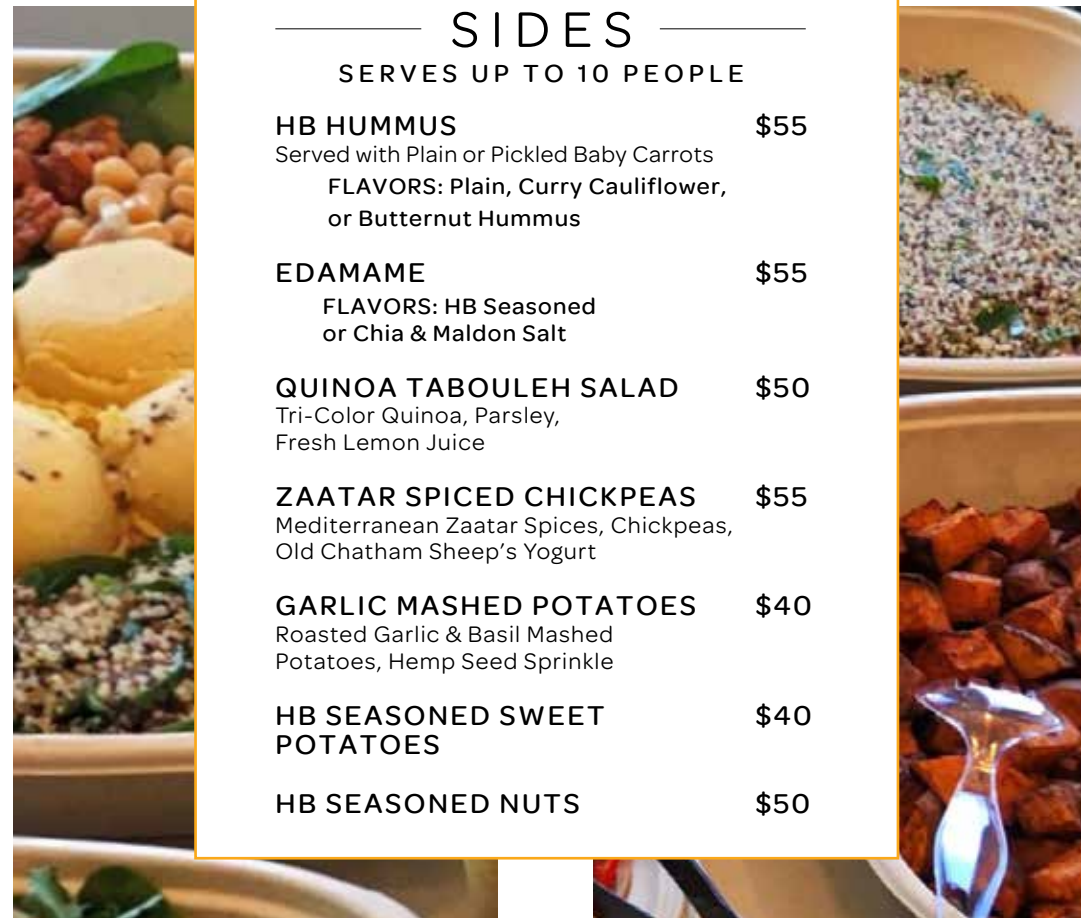 SIDES
SERVES UP TO 10 PEOPLE
HB HUMMUS $55
Served with Plain or Pickled Baby Carrots
FLAVORS: Plain, Curry Cauliflower,
or Butternut Hummus
EDAMAME $55
FLAVORS: HB Seasoned
or Chia & Maldon Salt
QUINOA TABOULEH SALAD $50
Tri-Color Quinoa, Parsley,
Fresh Lemon Juice
ZAATAR SPICED CHICKPEAS $55
Mediterranean Zaatar Spices, Chickpeas,
Old Chatham Sheep’s Yogurt
GARLIC MASHED POTATOES $40
Roasted Garlic & Basil Mashed
Potatoes, Hemp Seed Sprinkle
HB SEASONED SWEET $40
POTATOES
HB SEASONED NUTS $50